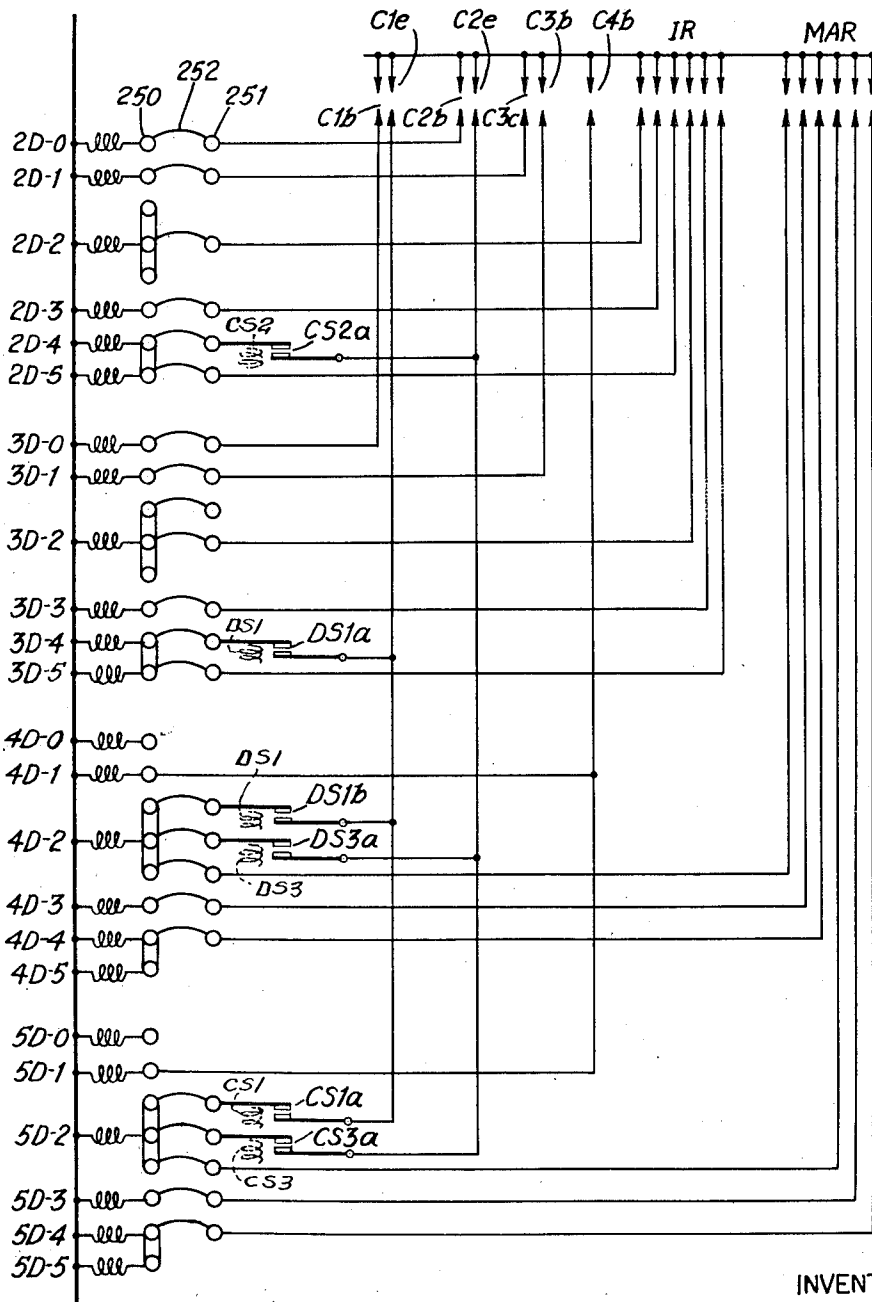 C1e C2e C3b C4b IR MAR
250 252 251 C1b C2b C3c
2D-0
2D-1
2D-2
2D-3
2D-4 CS2 CS2a
2D-5
3D-0
3D-1
3D-2
3D-3
3D-4 DS1 DS1a
3D-5
4D-0
4D-1 DS1
DS1b
4D-2 DS3a
DS3
4D-3
4D-4
4D-5
5D-0
5D-1
CS1 CS1a
5D-2 CS3a
CS3
5D-3
5D-4
5D-5
INVENT